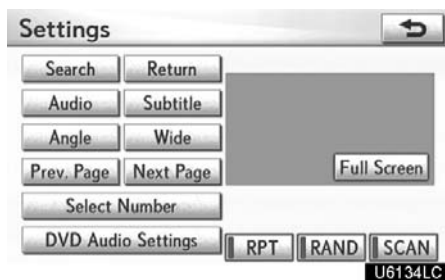 Settings
Search Return
Audio Subtitle
Angle Wide
Prev. Page Next Page Full Screen
Select Number
DVD Audio Settings RPT RAND SCAN
U6134LC